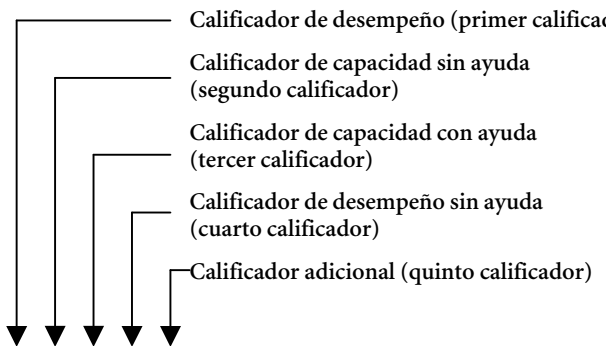 Calificador de desempeño (primer
Calificador de capacidad sin ayuda
(segundo calificador)
Calificador de capacidad con ayuda
(tercer calificador)
Calificador de desempeño sin ayuda
(cuarto calificador)
Calificador adicional (quinto calificador)